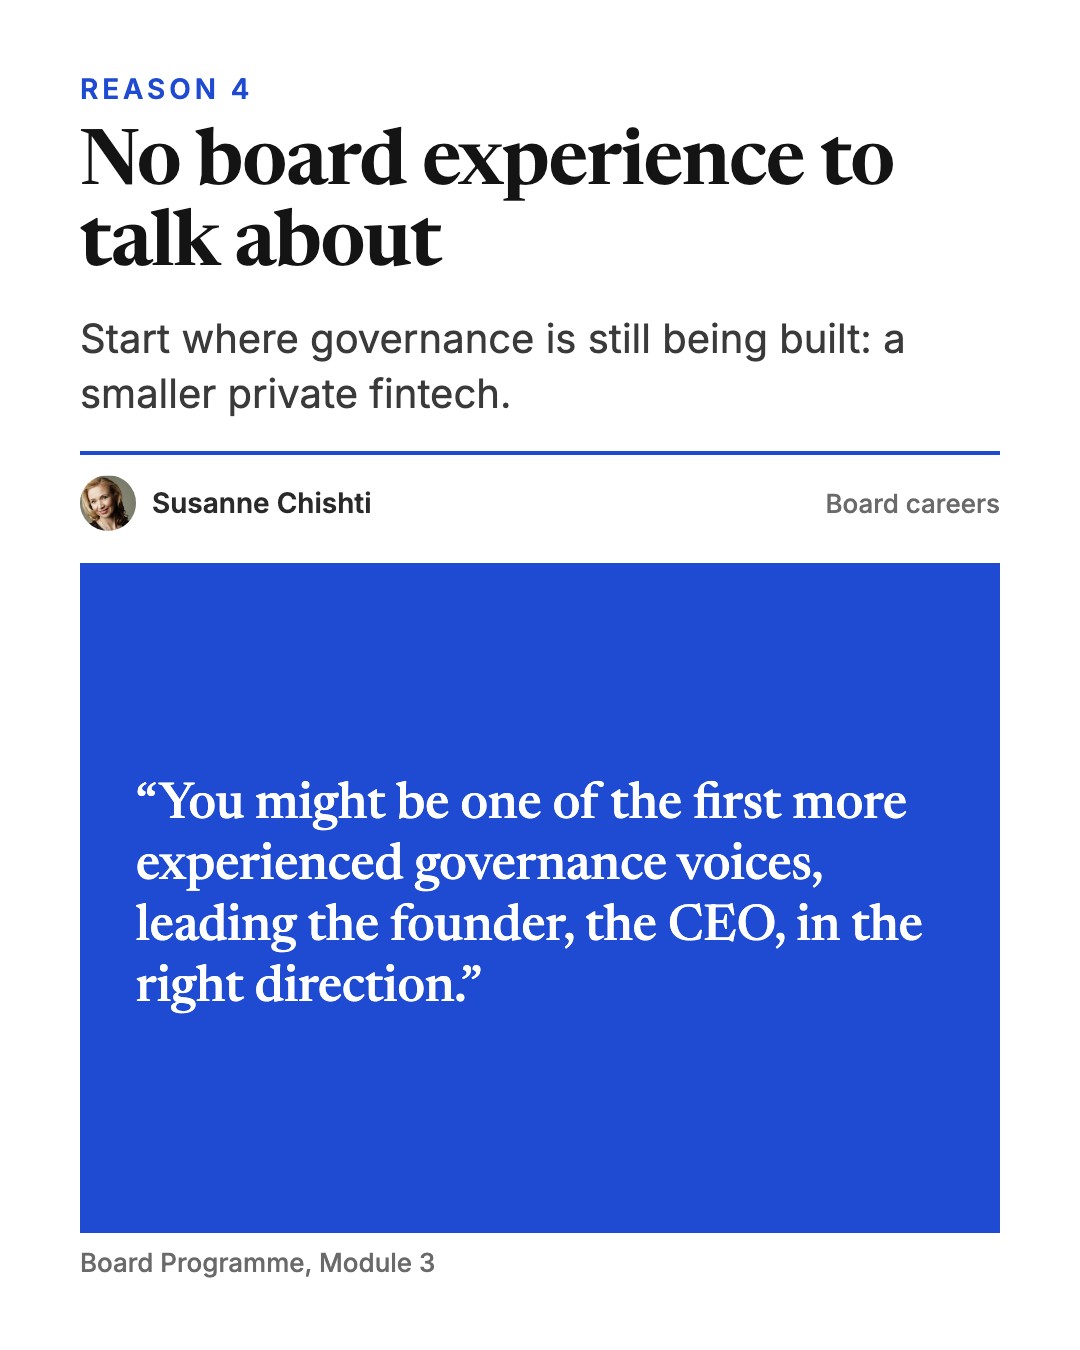 REASON 4
No board experience to
talk about
Start where governance is still being built: a
smaller private fintech.
Susanne Chishti
Board careers
“You might be one of the first more
experienced governance voices,
leading the founder, the CEO, in the
right direction.”
Board Programme, Module 3